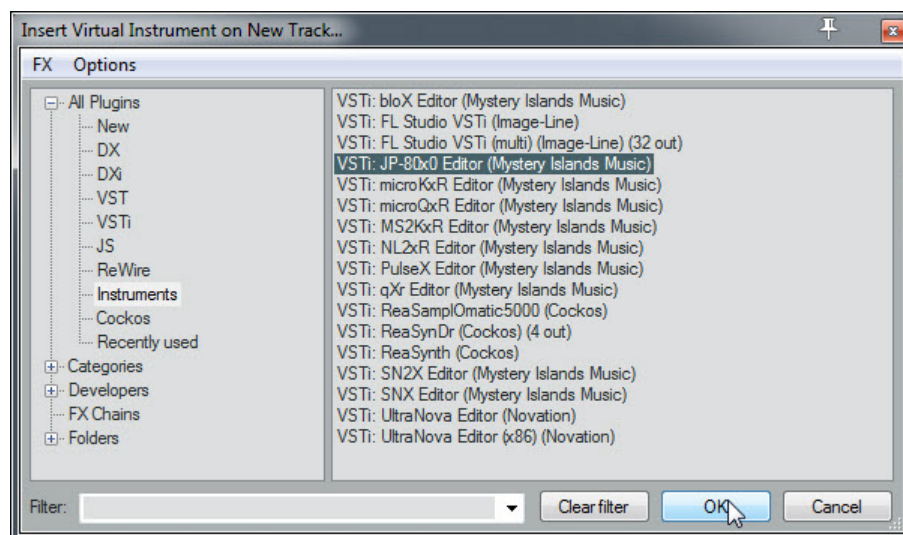 Insert Virtual Instrument on New Track...
FX Options
All Plugins
New
DX
DXi
VST
VSTi
JS
ReWire
Instruments
Cockos
Recently used
Categories
Developers
FX Chains
Folders
VSTi: bloX Editor (Mystery Islands Music)
VSTi: FL Studio VSTi (Image-Line)
VSTi: FL Studio VSTi (multi) (Image-Line) (32 out)
VSTi: JP-80x0 Editor (Mystery Islands Music)
VSTi: microKxR Editor (Mystery Islands Music)
VSTi: microQxR Editor (Mystery Islands Music)
VSTi: MS2KxR Editor (Mystery Islands Music)
VSTi: NL2xR Editor (Mystery Islands Music)
VSTi: PulseX Editor (Mystery Islands Music)
VSTi: qXr Editor (Mystery Islands Music)
VSTi: ReaSamplOmatic5000 (Cockos)
VSTi: ReaSynDr (Cockos) (4 out)
VSTi: ReaSynth (Cockos)
VSTi: SN2X Editor (Mystery Islands Music)
VSTi: SNX Editor (Mystery Islands Music)
VSTi: UltraNova Editor (Novation)
VSTi: UltraNova Editor (x86) (Novation)
Filter:
Clear filter
OK
Cancel